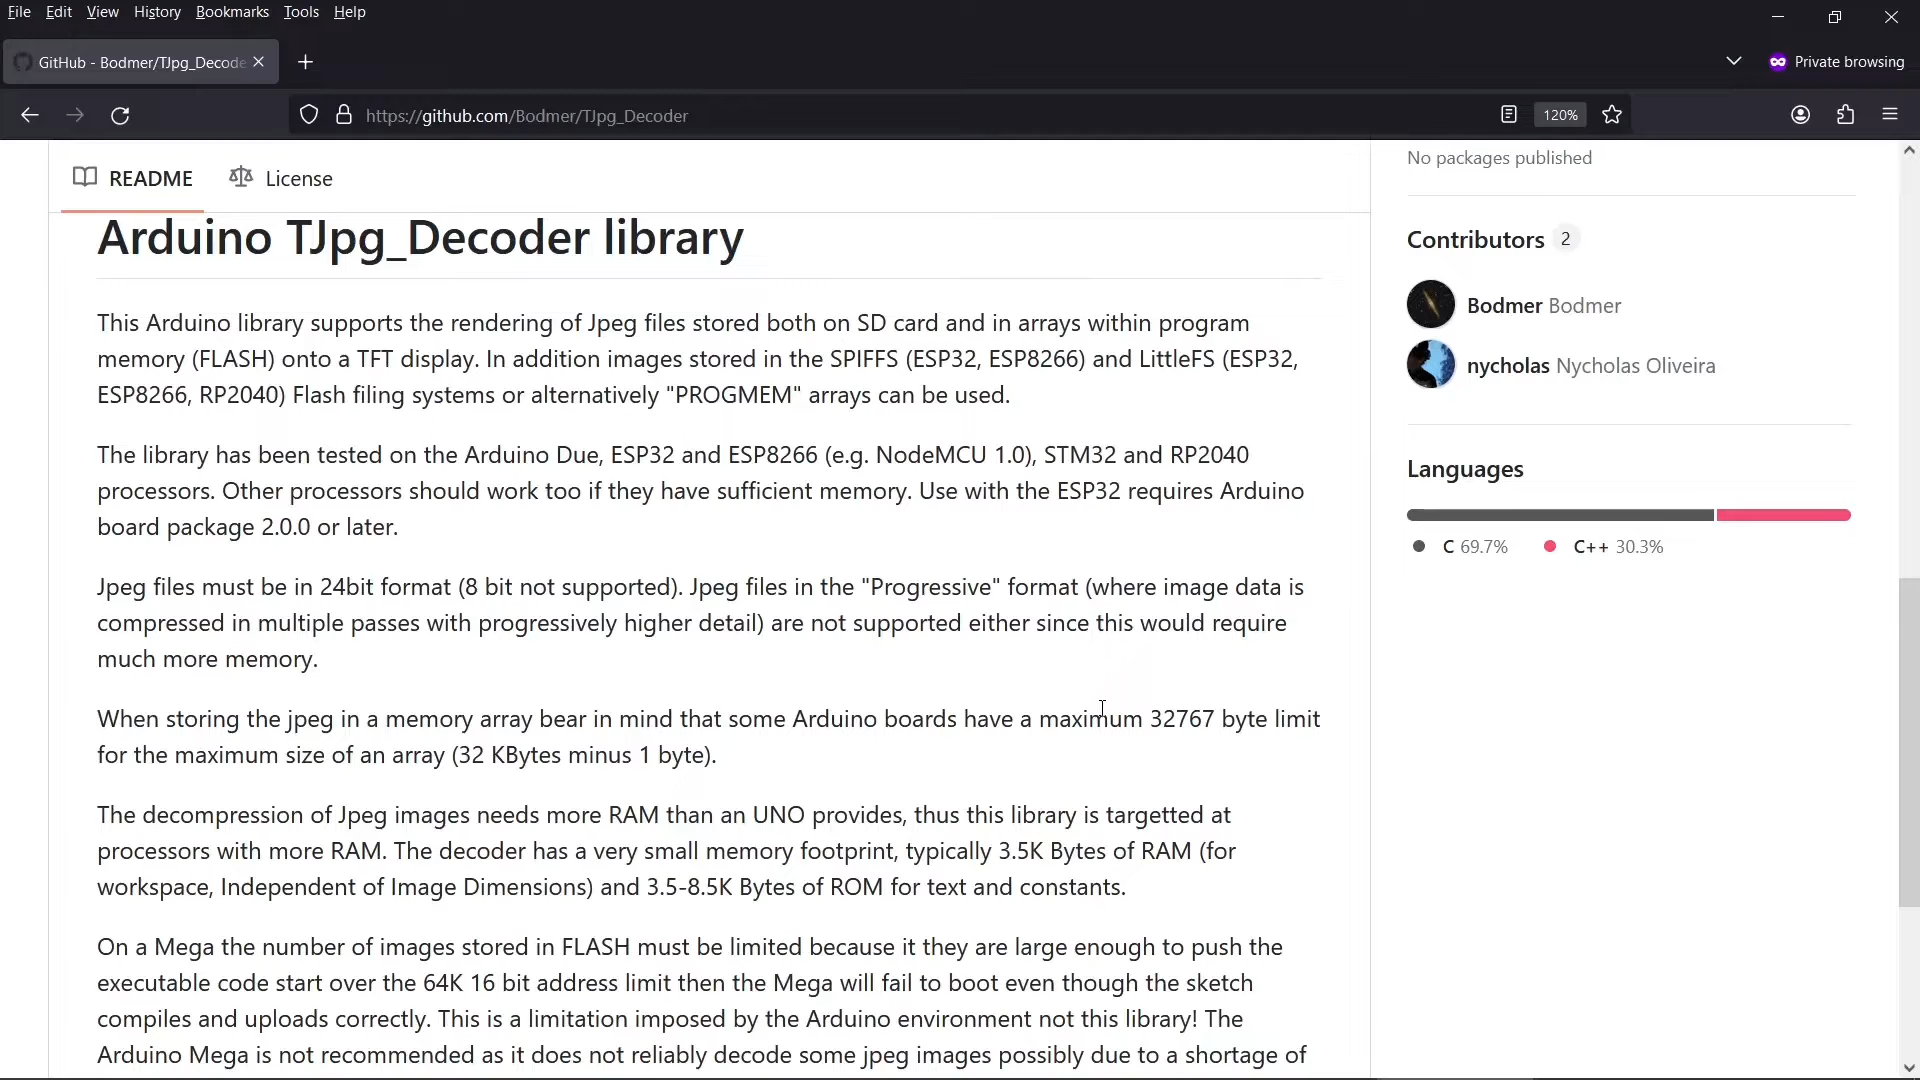 File Edit View History Bookmarks Tools Help
GitHub - Bodmer/TJpg_Decode
Private browsing
https://github.com/Bodmer/TJpg_Decoder
120%
README
License
Arduino TJpg_Decoder library
This Arduino library supports the rendering of Jpeg files stored both on SD card and in arrays within program
memory (FLASH) onto a TFT display. In addition images stored in the SPIFFS (ESP32, ESP8266) and LittleFS (ESP32,
ESP8266, RP2040) Flash filing systems or alternatively "PROGMEM" arrays can be used.
The library has been tested on the Arduino Due, ESP32 and ESP8266 (e.g. NodeMCU 1.0), STM32 and RP2040
processors. Other processors should work too if they have sufficient memory. Use with the ESP32 requires Arduino
board package 2.0.0 or later.
Jpeg files must be in 24bit format (8 bit not supported). Jpeg files in the "Progressive" format (where image data is
compressed in multiple passes with progressively higher detail) are not supported either since this would require
much more memory.
When storing the jpeg in a memory array bear in mind that some Arduino boards have a maximum 32767 byte limit
for the maximum size of an array (32 KBytes minus 1 byte).
The decompression of Jpeg images needs more RAM than an UNO provides, thus this library is targetted at
processors with more RAM. The decoder has a very small memory footprint, typically 3.5K Bytes of RAM (for
workspace, Independent of Image Dimensions) and 3.5-8.5K Bytes of ROM for text and constants.
On a Mega the number of images stored in FLASH must be limited because it they are large enough to push the
executable code start over the 64K 16 bit address limit then the Mega will fail to boot even though the sketch
compiles and uploads correctly. This is a limitation imposed by the Arduino environment not this library! The
Arduino Mega is not recommended as it does not reliably decode some jpeg images possibly due to a shortage of
No packages published
Contributors 2
Bodmer Bodmer
nycholas Nycholas Oliveira
Languages
C 69.7%
C++ 30.3%